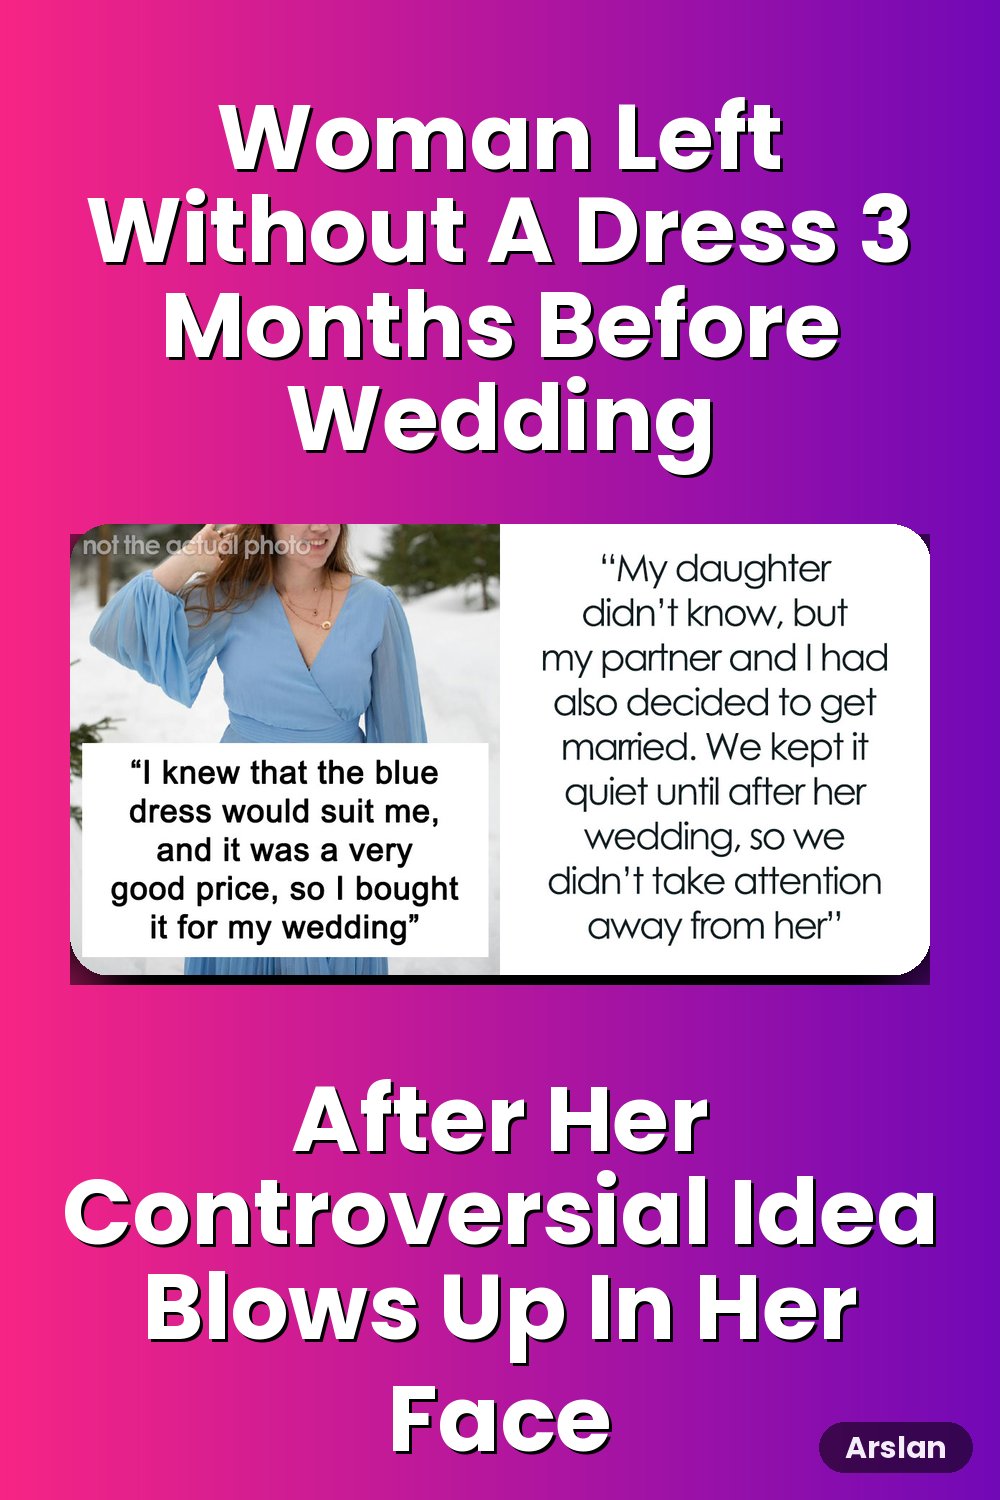 Woman Left
Without A Dress 3
Months Before
Wedding
not the actual photo
“I knew that the blue
dress would suit me,
and it was a very
good price, so I bought
it for my wedding”
“My daughter
didn’t know, but
my partner and I had
also decided to get
married. We kept it
quiet until after her
wedding, so we
didn’t take attention
away from her”
After Her
Controversial Idea
Blows Up In Her
Face
Arslan